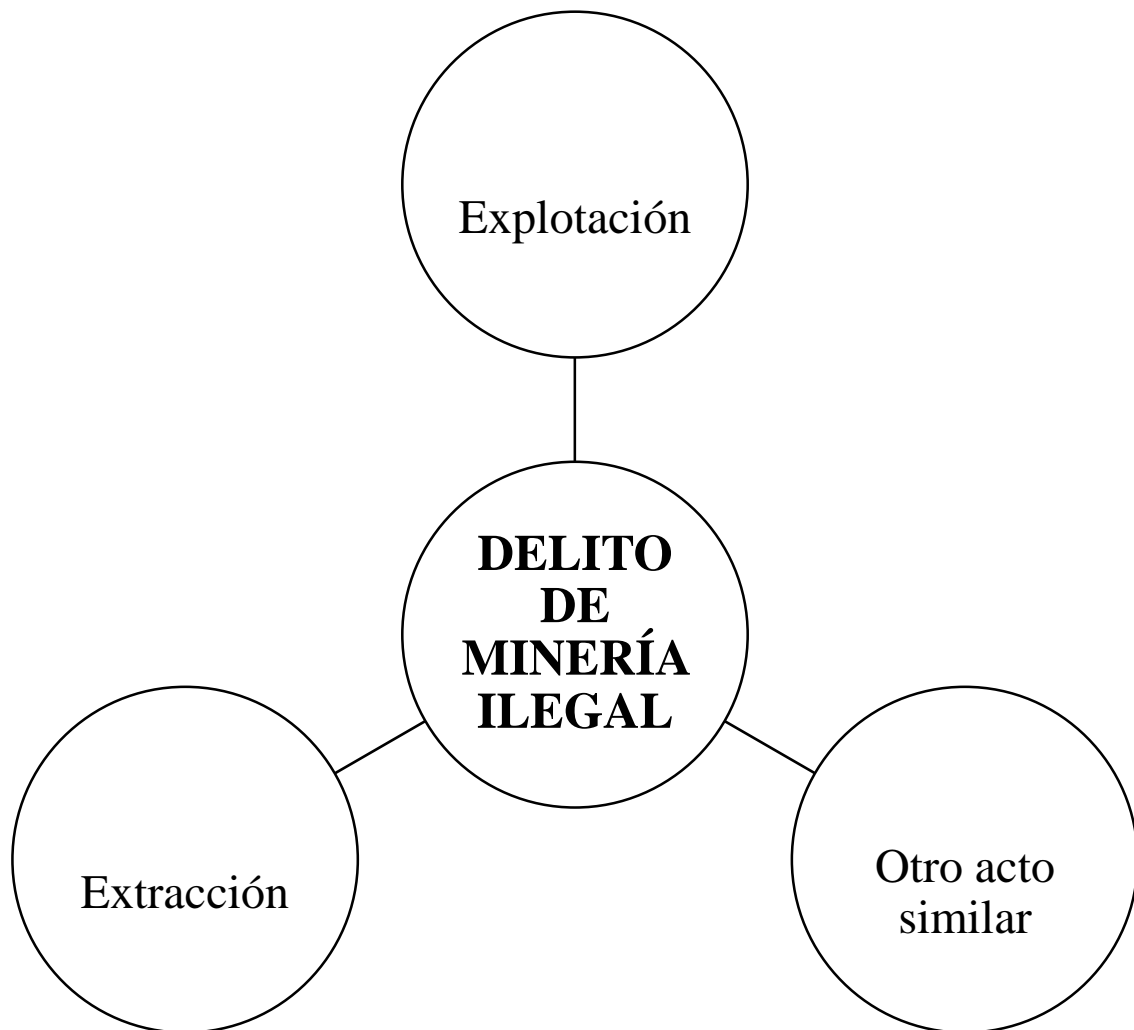 Explotación
DELITO
DE
MINERÍA
ILEGAL
Extracción
Otro acto
similar